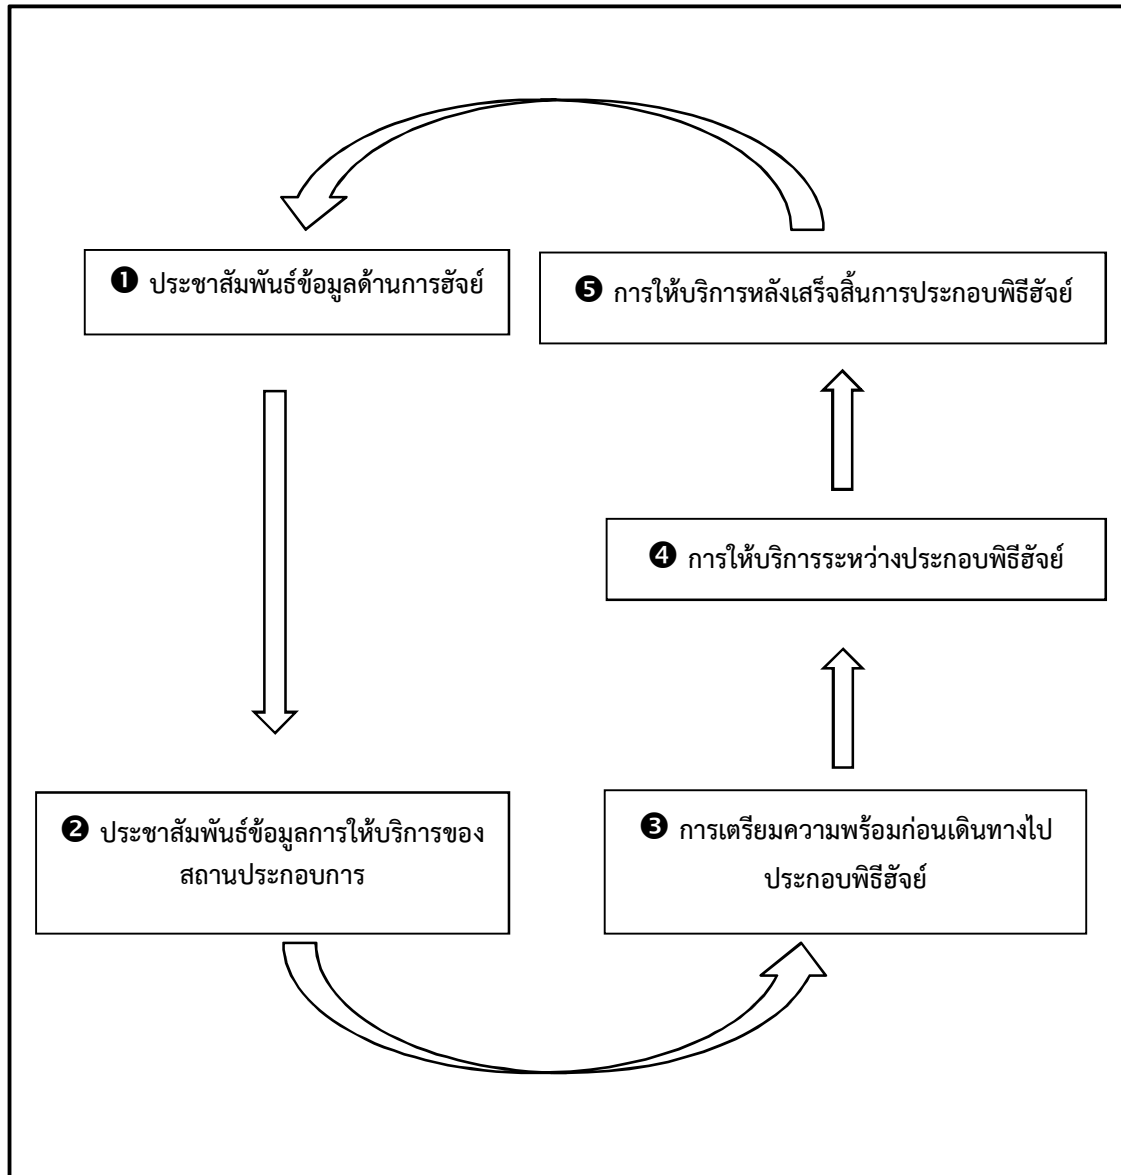 ❶ ประชาสัมพันธ์ข้อมูลด้านการฮัจย์
❷ ประชาสัมพันธ์ข้อมูลการให้บริการของ
สถานประกอบการ
❸ การเตรียมความพร้อมก่อนเดินทางไป
ประกอบพิธีฮัจย์
❹ การให้บริการระหว่างประกอบพิธีฮัจย์
❺ การให้บริการหลังเสร็จสิ้นการประกอบพิธีฮัจย์